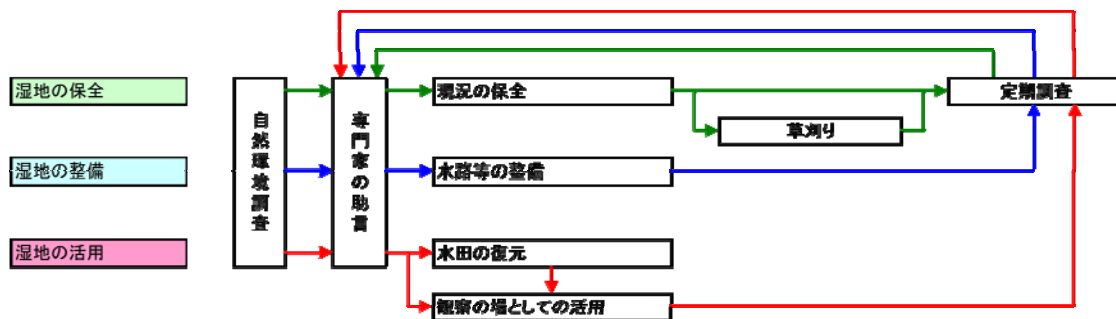 湿地の保全
湿地の整備
湿地の活用
自然環境調査
専門家の助言
現況の保全
草刈り
定期調査
水路等の整備
水田の復元
観察の場としての活用